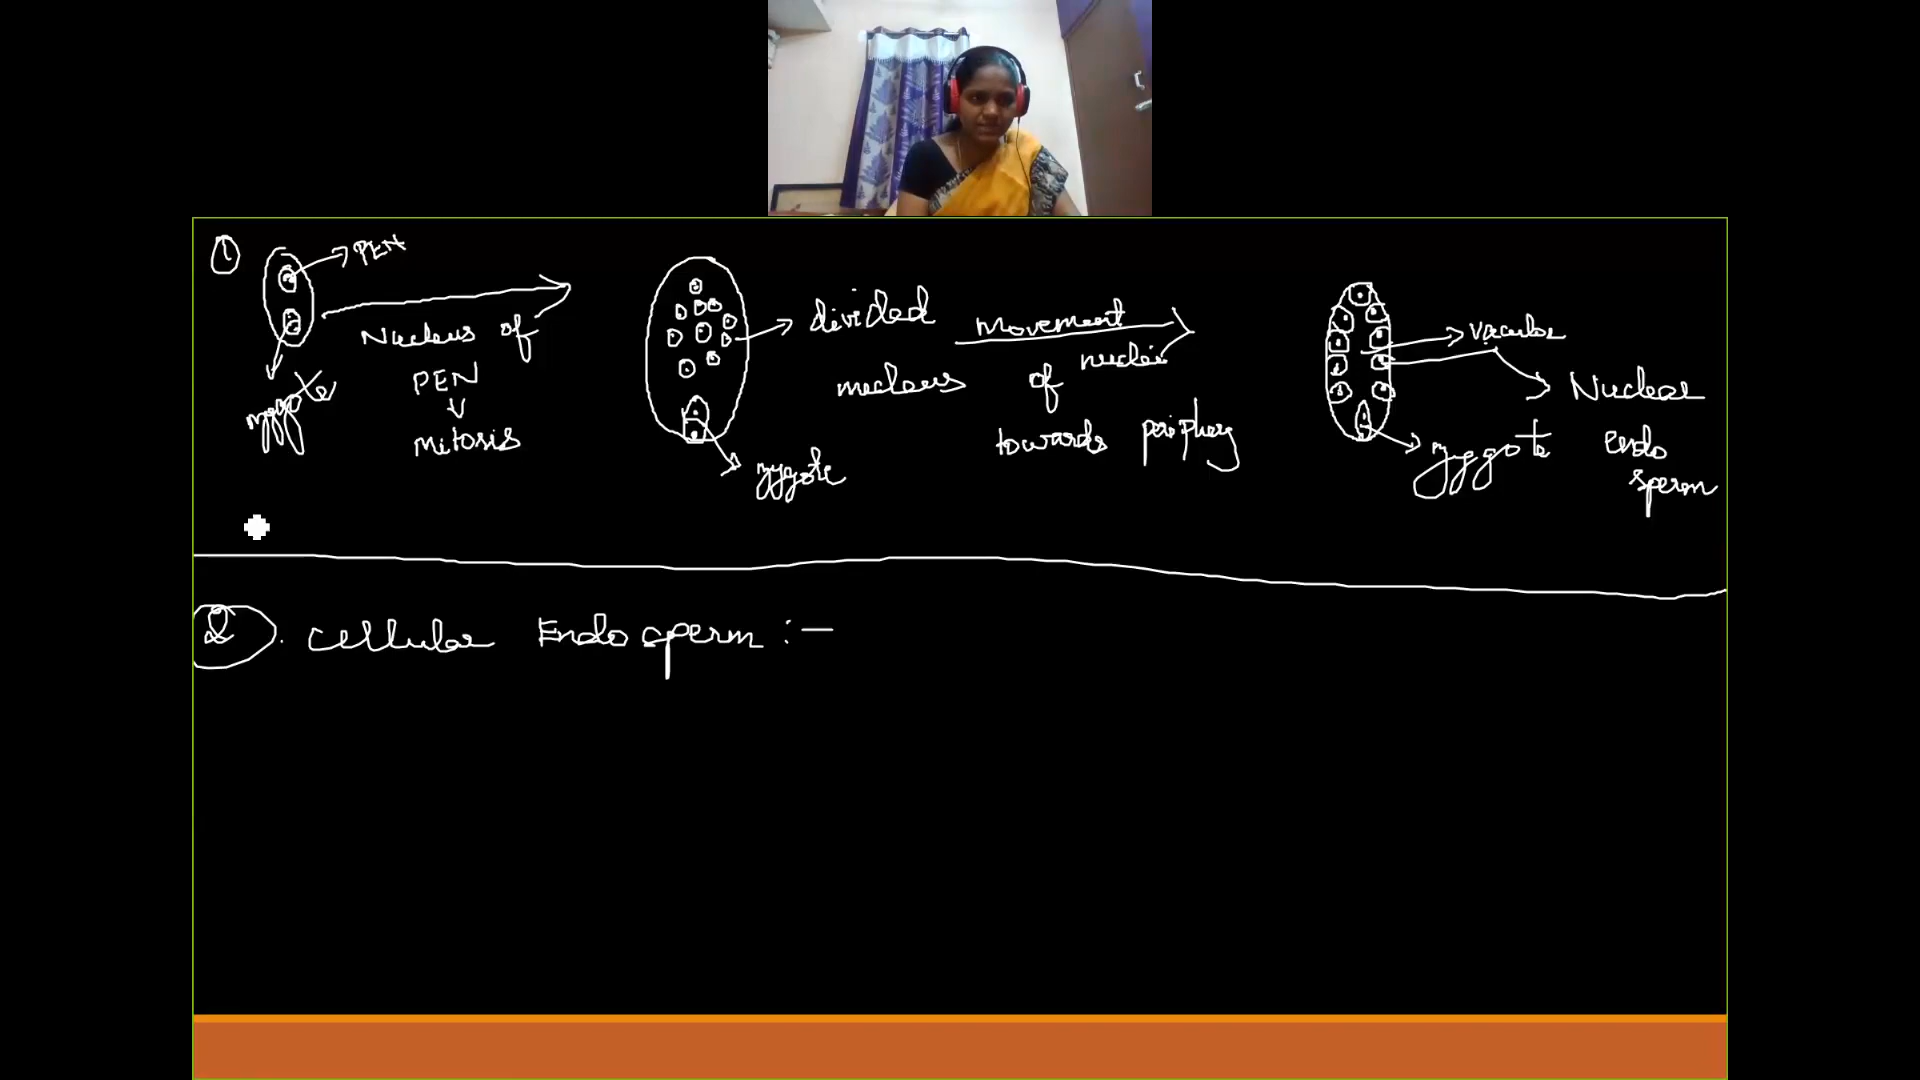 1
PEN
Nucleus of
PEN
mitosis
zygote
divided
nucleus
zygote
Movement
of nuclei
towards periphery
vacuole
Nuclear
endo
sperm
zygote
2. Cellular Endosperm :-